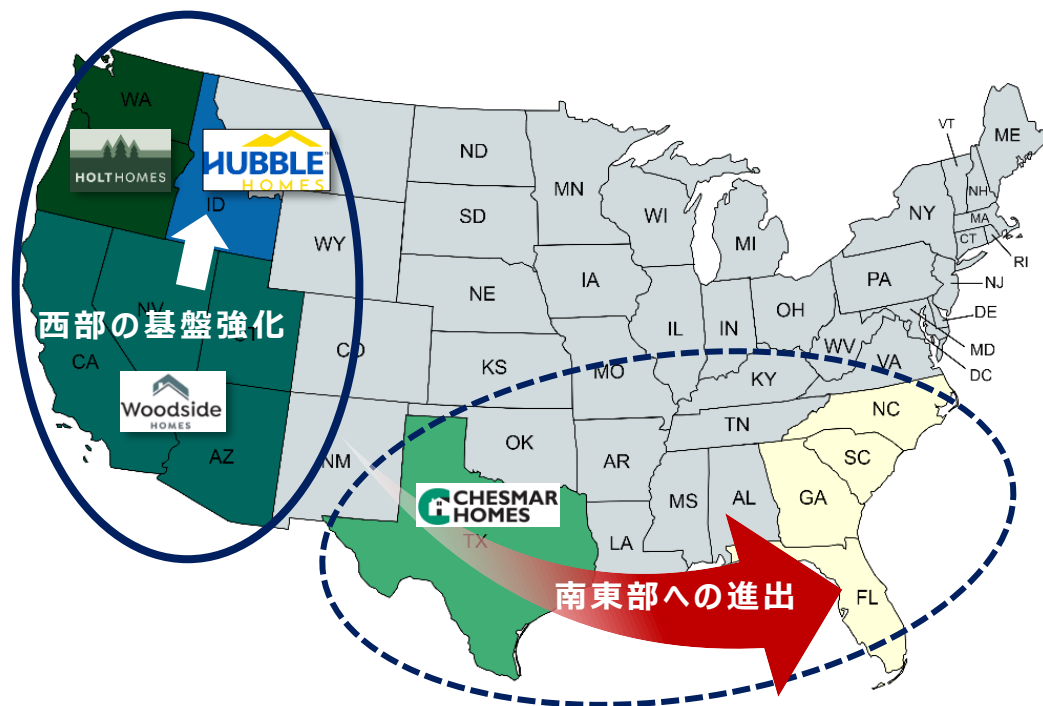 WA
HOLT HOMES
HUBBLE
HOMES
ID
西部の基盤強化
NV
UT
CA
Woodside
HOMES
AZ
WY
CO
NM
ND
SD
NE
KS
OK
CHESMAR
HOMES
TX
MN
IA
MO
AR
LA
WI
IL
MI
IN
OH
KY
TN
MS
AL
WV
VA
NC
SC
GA
FL
南東部への進出
PA
NY
VT
NH
ME
MA
CT
RI
NJ
DE
MD
DC